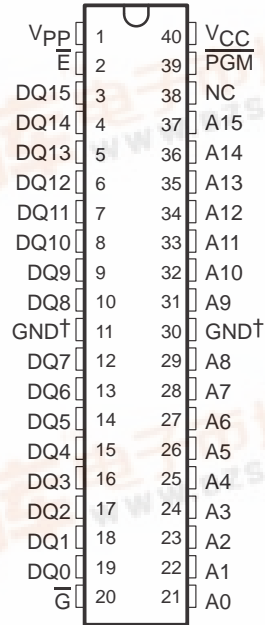 VPP 1 40 VCC
E̅ 2 39 P̅G̅M̅
DQ15 3 38 NC
DQ14 4 37 A15
DQ13 5 36 A14
DQ12 6 35 A13
DQ11 7 34 A12
DQ10 8 33 A11
DQ9 9 32 A10
DQ8 10 31 A9
GND† 11 30 GND†
DQ7 12 29 A8
DQ6 13 28 A7
DQ5 14 27 A6
DQ4 15 26 A5
DQ3 16 25 A4
DQ2 17 24 A3
DQ1 18 23 A2
DQ0 19 22 A1
G̅ 20 21 A0